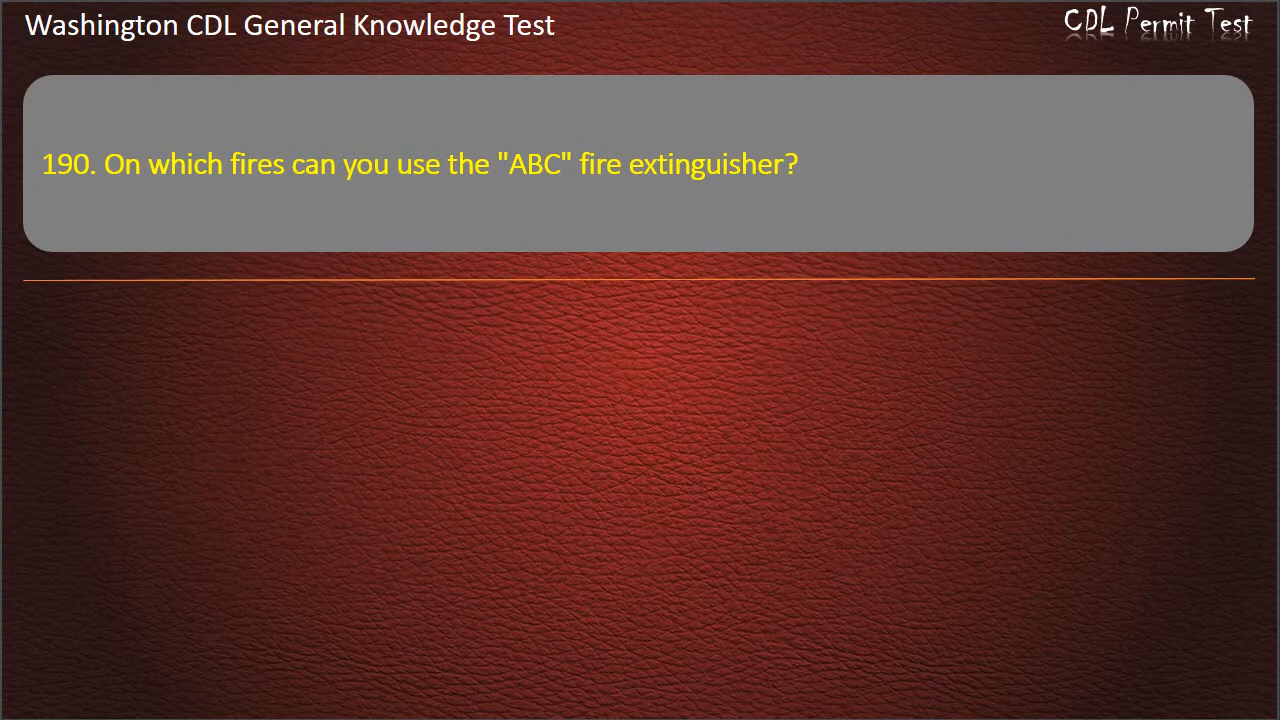 Washington CDL General Knowledge Test
CDL Permit Test
190. On which fires can you use the "ABC" fire extinguisher?